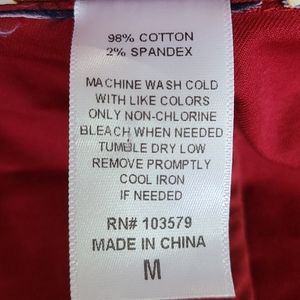 98% COTTON
2% SPANDEX
MACHINE WASH COLD
WITH LIKE COLORS
ONLY NON-CHLORINE
BLEACH WHEN NEEDED
TUMBLE DRY LOW
REMOVE PROMPTLY
COOL IRON
IF NEEDED
RN# 103579
MADE IN CHINA
M